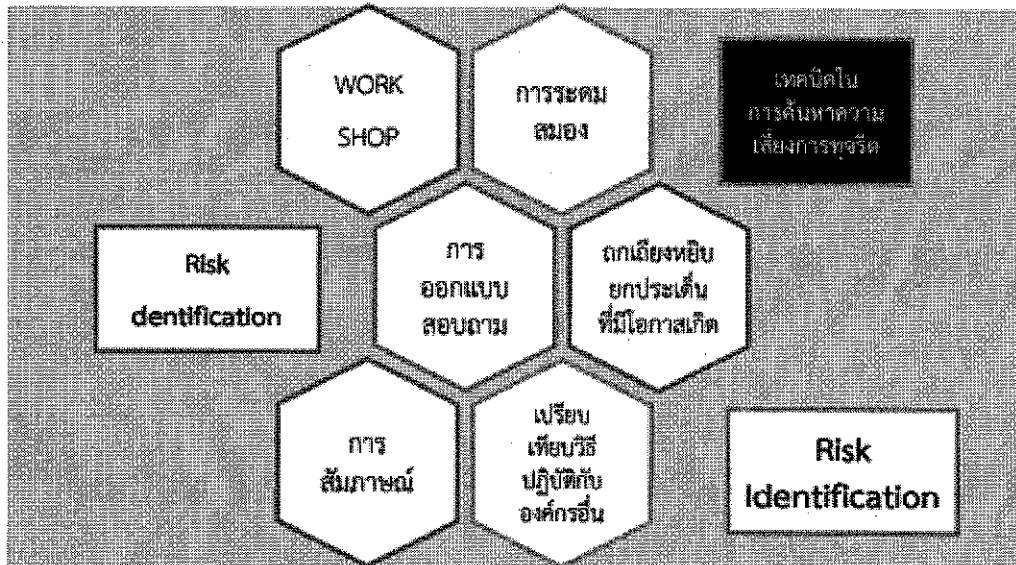 WORK
SHOP
การระดม
สมอง
เทคนิคใน
การค้นหาความ
เสี่ยงการทุจริต
Risk
dentification
การ
ออกแบบ
สอบถาม
ถกเถียงหยิบ
ยกประเด็น
ที่มีโอกาสเกิด
การ
สัมภาษณ์
เปรียบ
เทียบวิธี
ปฏิบัติกับ
องค์กรอื่น
Risk
Identification